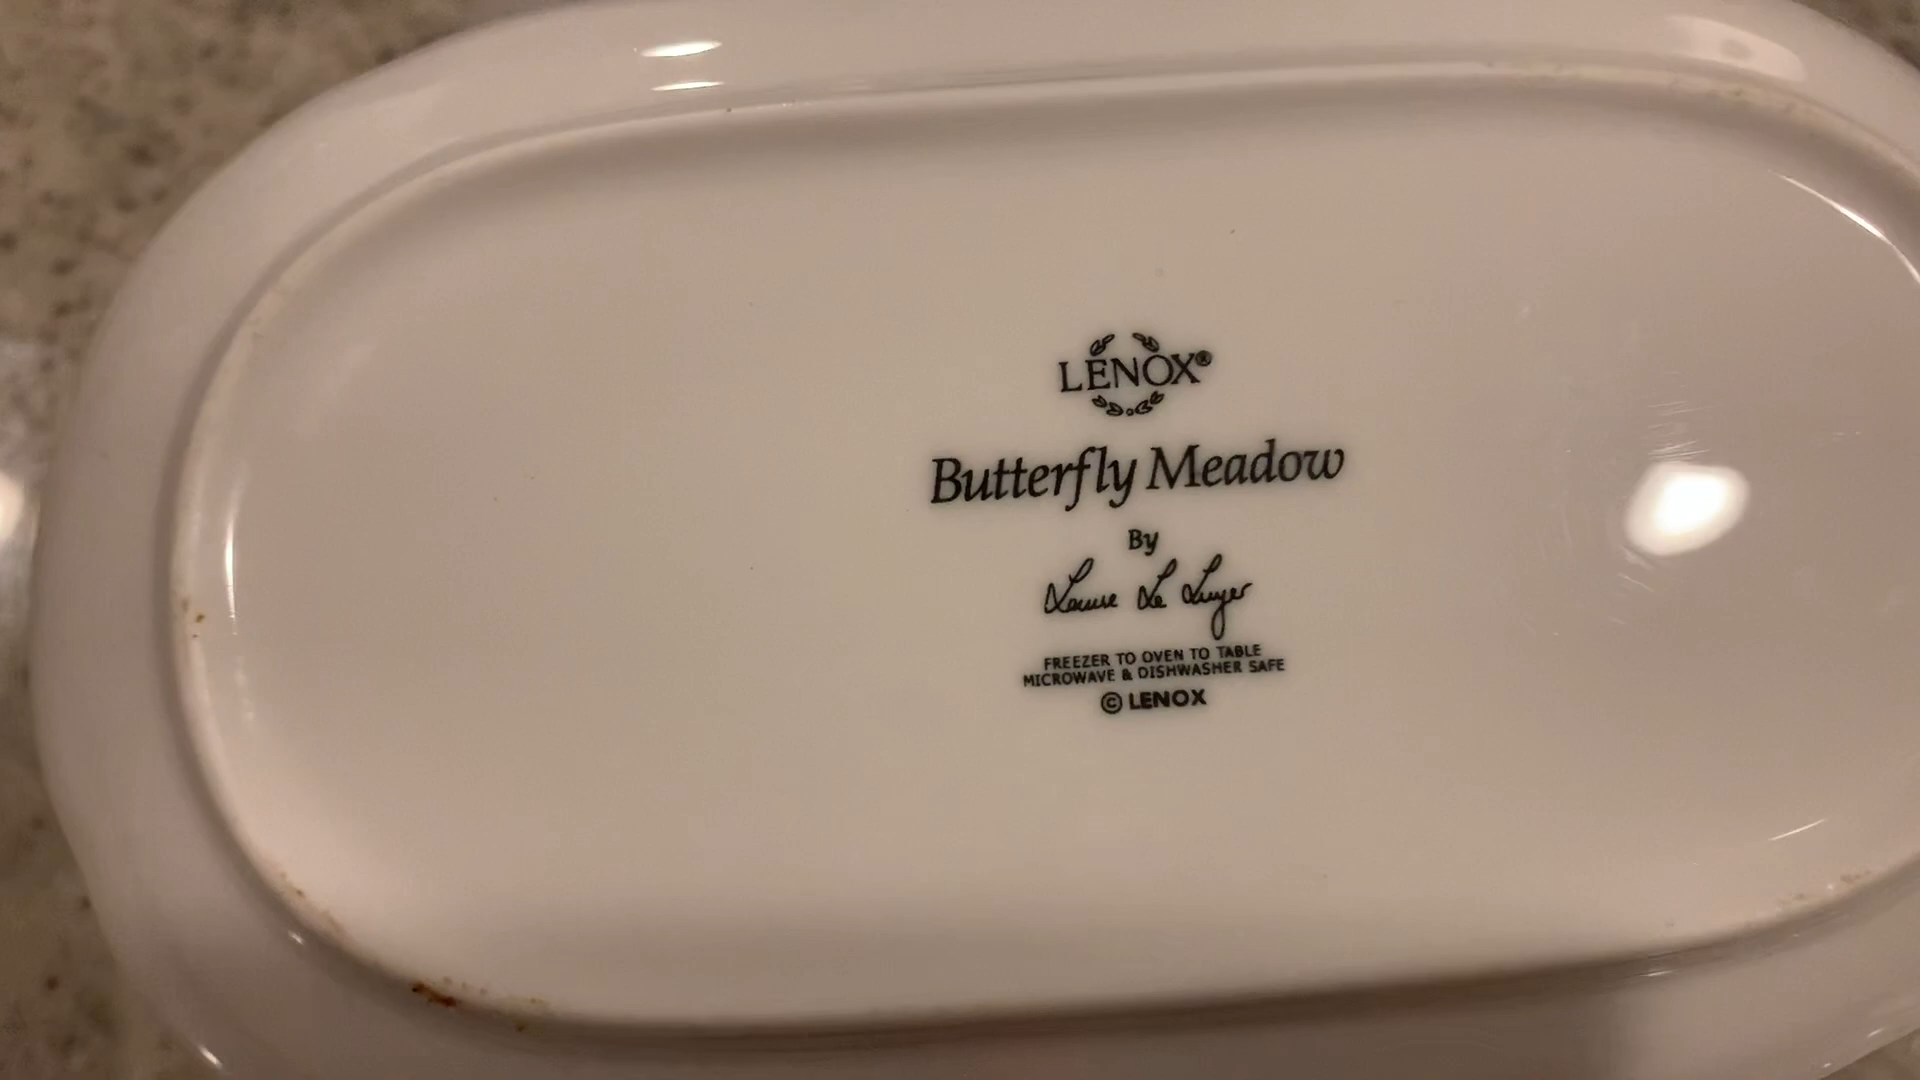 LENOX®
Butterfly Meadow
By
Louise Le Luyer
FREEZER TO OVEN TO TABLE
MICROWAVE & DISHWASHER SAFE
© LENOX